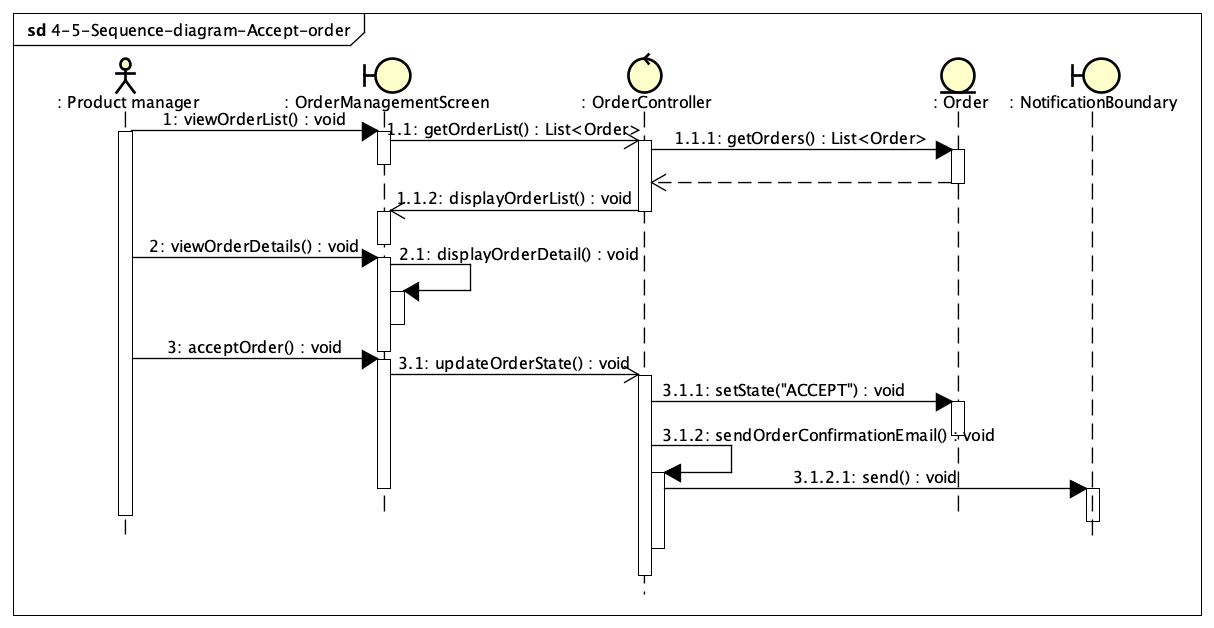 sd 4-5-Sequence-diagram-Accept-order
: Product manager
: OrderManagementScreen
: OrderController
: Order
: NotificationBoundary
1: viewOrderList() : void
1.1: getOrderList() : List<Order>
1.1.1: getOrders() : List<Order>
1.1.2: displayOrderList() : void
2: viewOrderDetails() : void
2.1: displayOrderDetail() : void
3: acceptOrder() : void
3.1: updateOrderState() : void
3.1.1: setState("ACCEPT") : void
3.1.2: sendOrderConfirmationEmail() : void
3.1.2.1: send() : void